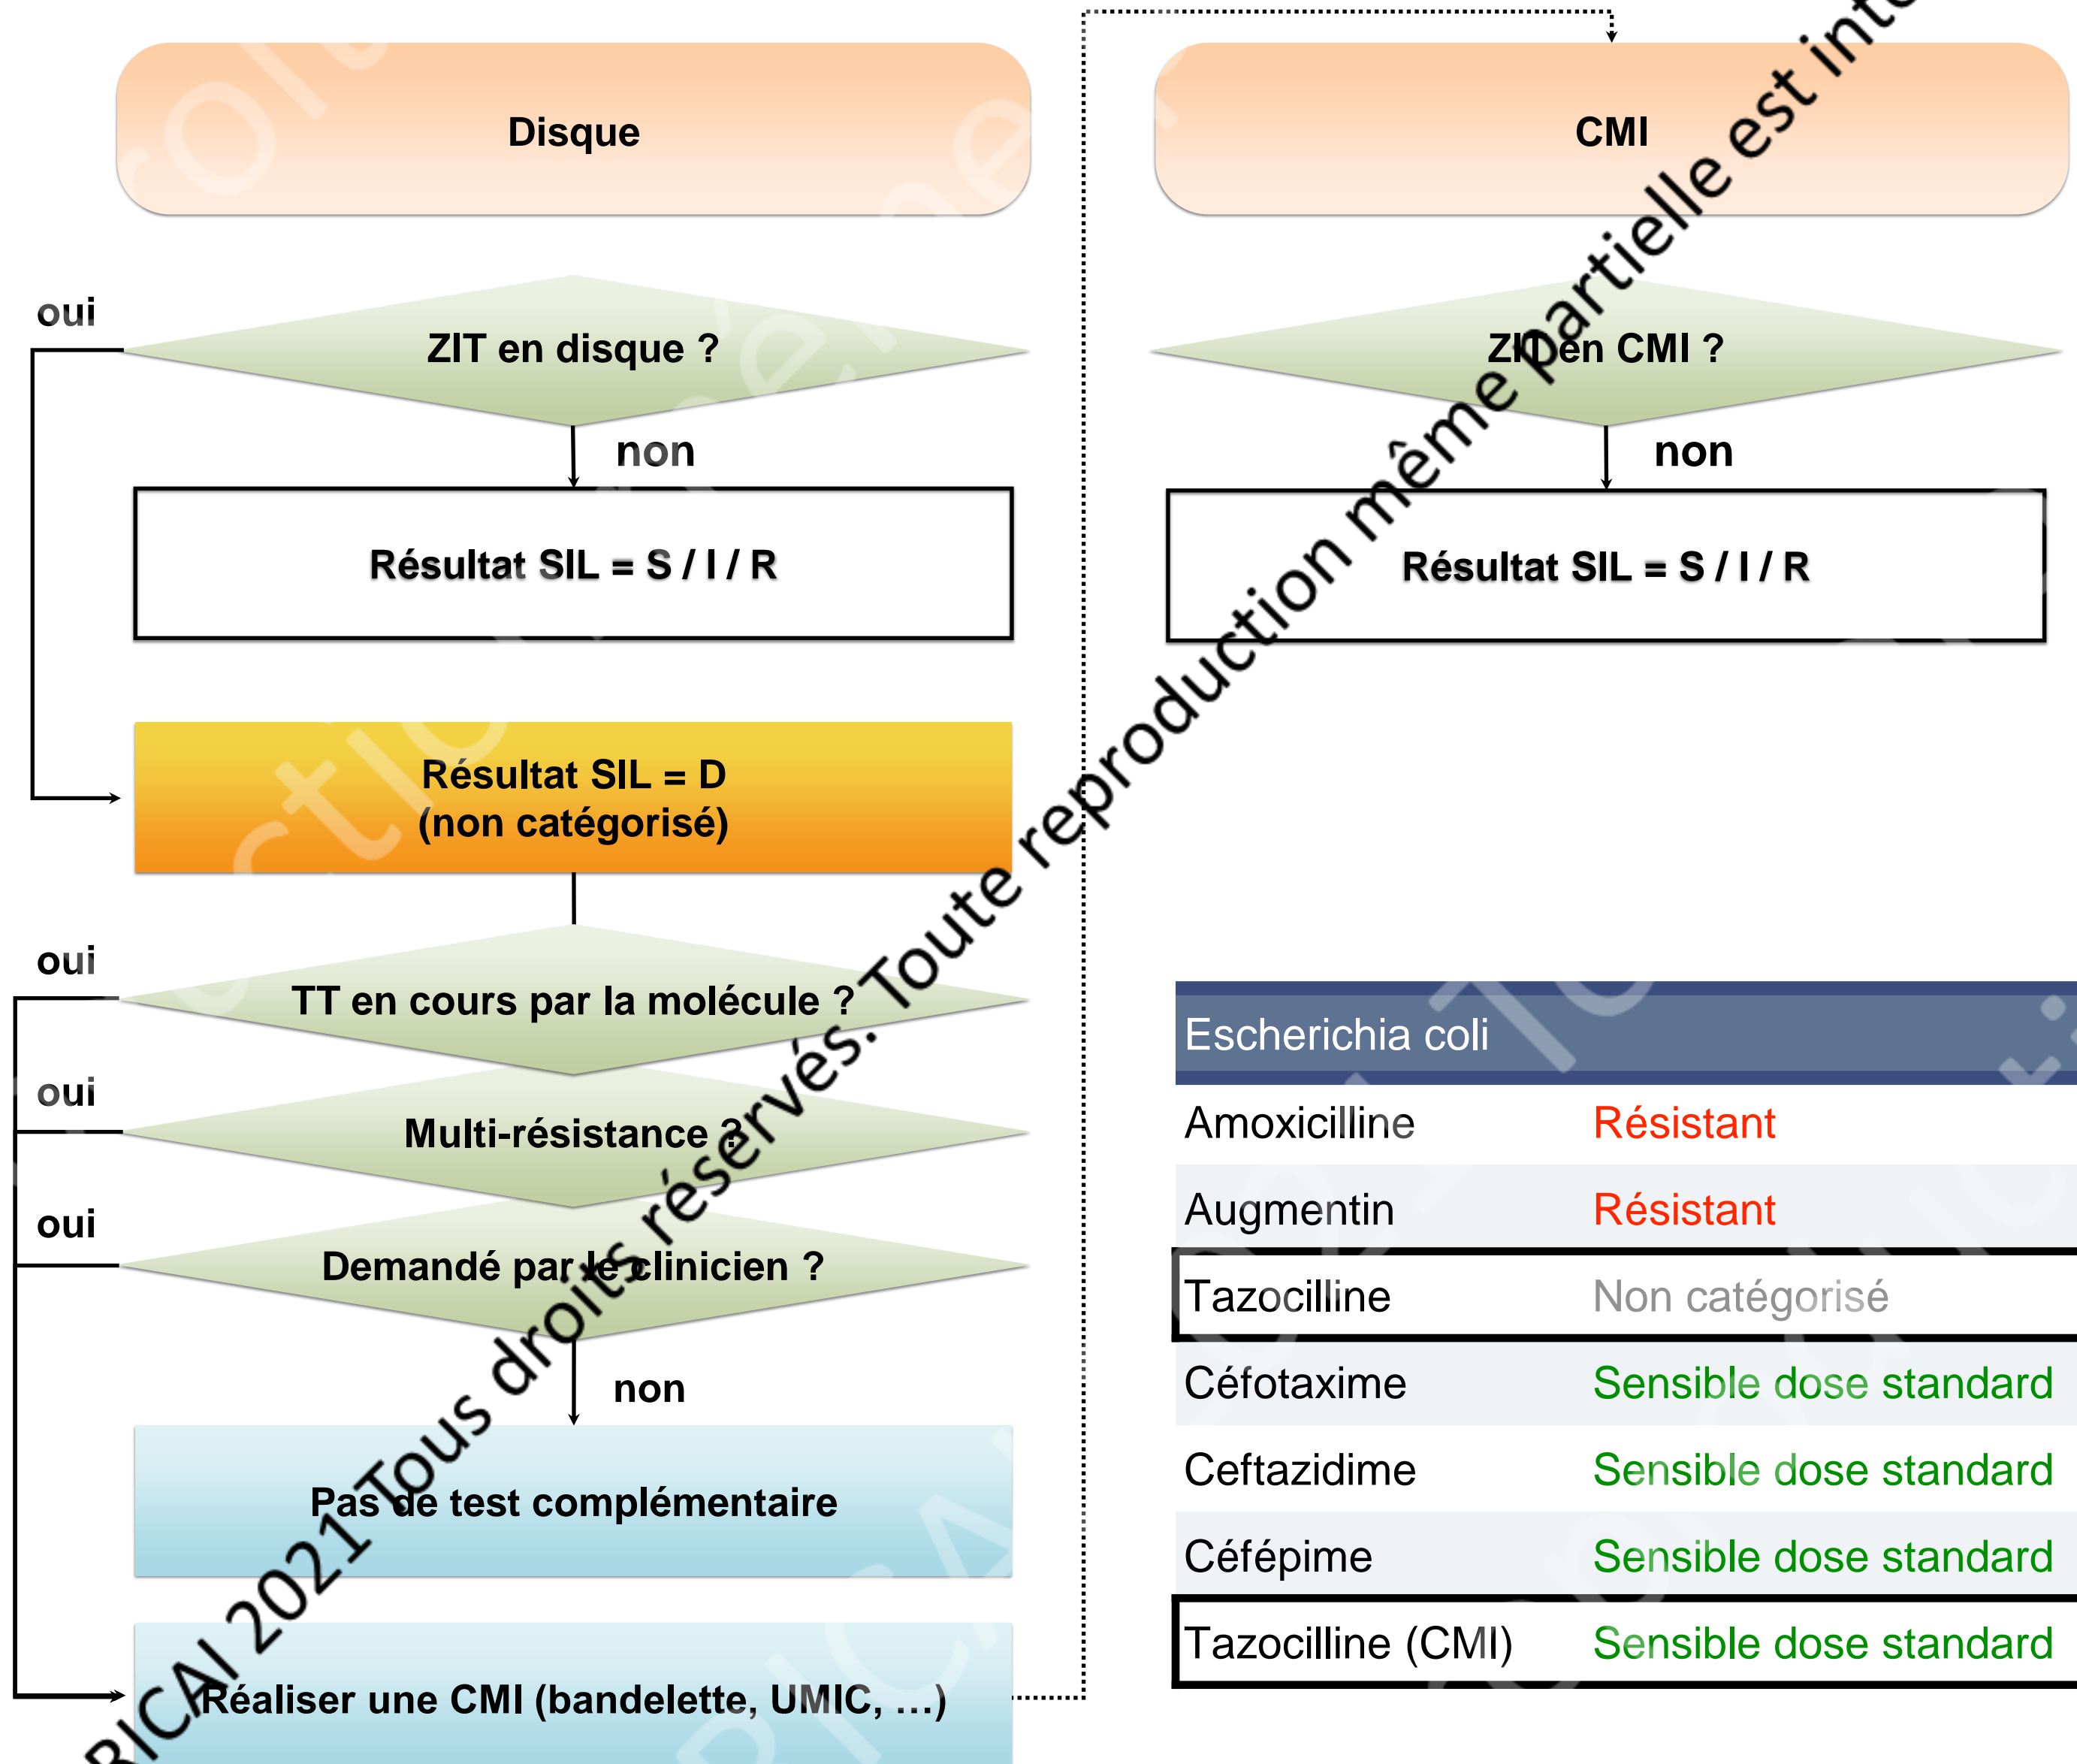 Disque
CMI
oui
ZIT en disque ?
ZIT en CMI ?
non
non
Résultat SIL = S / I / R
Résultat SIL = S / I / R
Résultat SIL = D
(non catégorisé)
oui
TT en cours par la molécule ?
oui
Multi-résistance ?
oui
Demandé par le clinicien ?
non
Pas de test complémentaire
Réaliser une CMI (bandelette, UMIC, …)
Escherichia coli
Amoxicilline Résistant
Augmentin Résistant
Tazocilline Non catégorisé
Céfotaxime Sensible dose standard
Ceftazidime Sensible dose standard
Céfépime Sensible dose standard
Tazocilline (CMI) Sensible dose standard
RICAI 2021 Tous droits réservés. Toute reproduction même partielle est